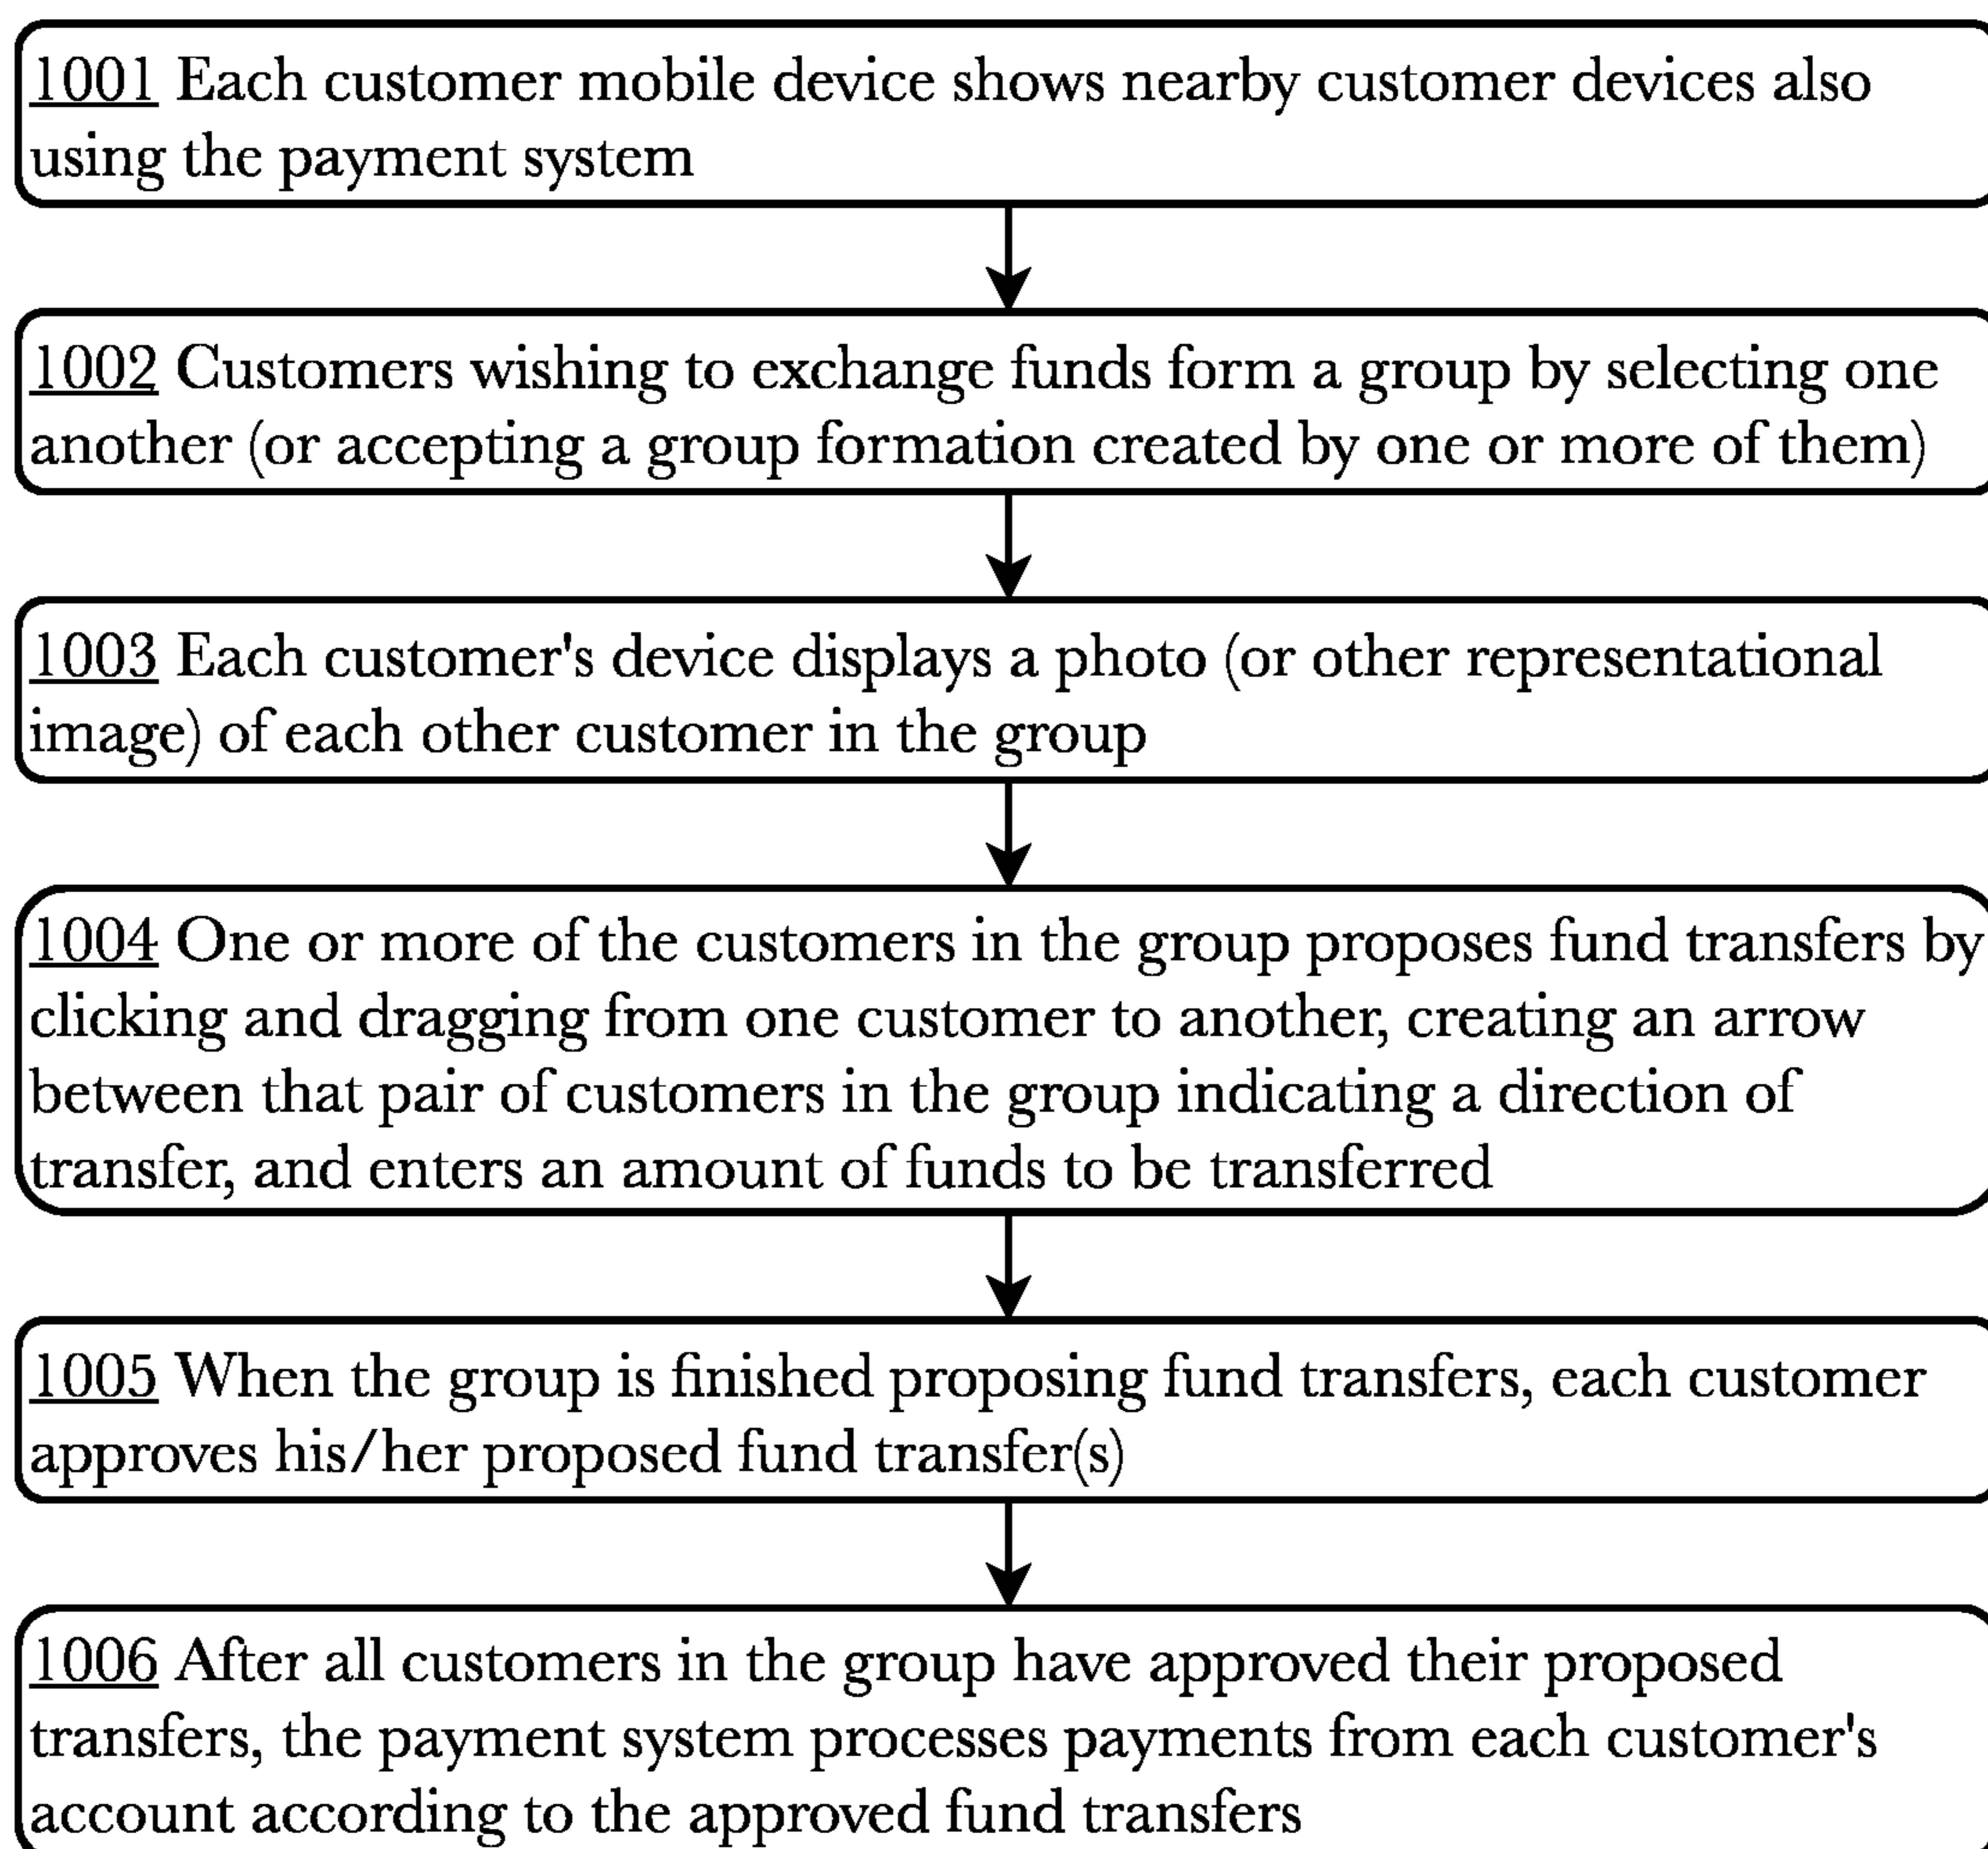 1001 Each customer mobile device shows nearby customer devices also
using the payment system
1002 Customers wishing to exchange funds form a group by selecting one
another (or accepting a group formation created by one or more of them)
1003 Each customer's device displays a photo (or other representational
image) of each other customer in the group
1004 One or more of the customers in the group proposes fund transfers by
clicking and dragging from one customer to another, creating an arrow
between that pair of customers in the group indicating a direction of
transfer, and enters an amount of funds to be transferred
1005 When the group is finished proposing fund transfers, each customer
approves his/her proposed fund transfer(s)
1006 After all customers in the group have approved their proposed
transfers, the payment system processes payments from each customer's
account according to the approved fund transfers